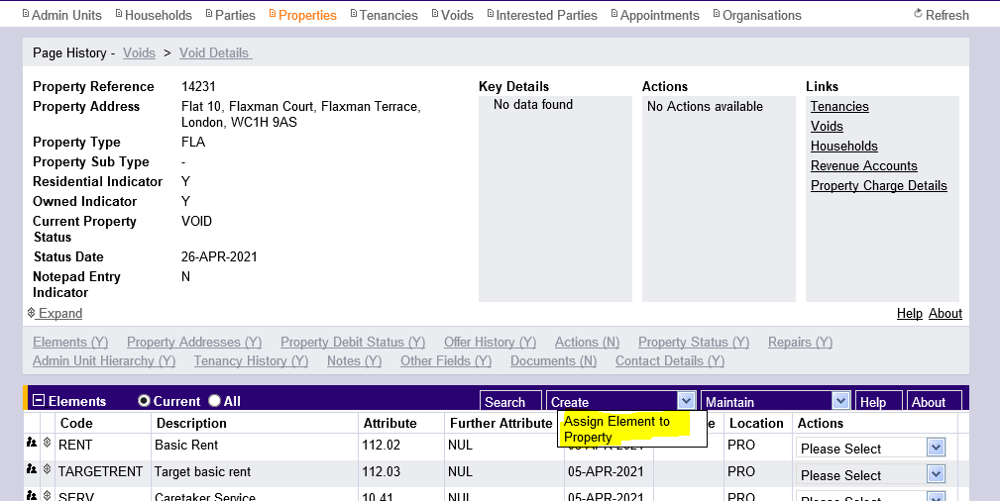 Admin Units Households Parties Properties Tenancies Voids Interested Parties Appointments Organisations Refresh
Page History - Voids > Void Details
Property Reference 14231
Property Address Flat 10, Flaxman Court, Flaxman Terrace,
London, WC1H 9AS
Property Type FLA
Property Sub Type -
Residential Indicator Y
Owned Indicator Y
Current Property
Status VOID
Status Date 26-APR-2021
Notepad Entry
Indicator N
Key Details
No data found
Actions
No Actions available
Links
Tenancies
Voids
Households
Revenue Accounts
Property Charge Details
Expand
Help About
Elements (Y) Property Addresses (Y) Property Debit Status (Y) Offer History (Y) Actions (N) Property Status (Y) Repairs (Y)
Admin Unit Hierarchy (Y) Tenancy History (Y) Notes (Y) Other Fields (Y) Documents (N) Contact Details (Y)
Elements Current All Search Create Maintain Help About
Assign Element to
Property
Code Description Attribute Further Attribute Location Actions
RENT Basic Rent 112.02 NUL PRO Please Select
TARGETRENT Target basic rent 112.03 NUL 05-APR-2021 PRO Please Select
SERV Caretaker Service 10.41 NUL 05-APR-2021 PRO Please Select